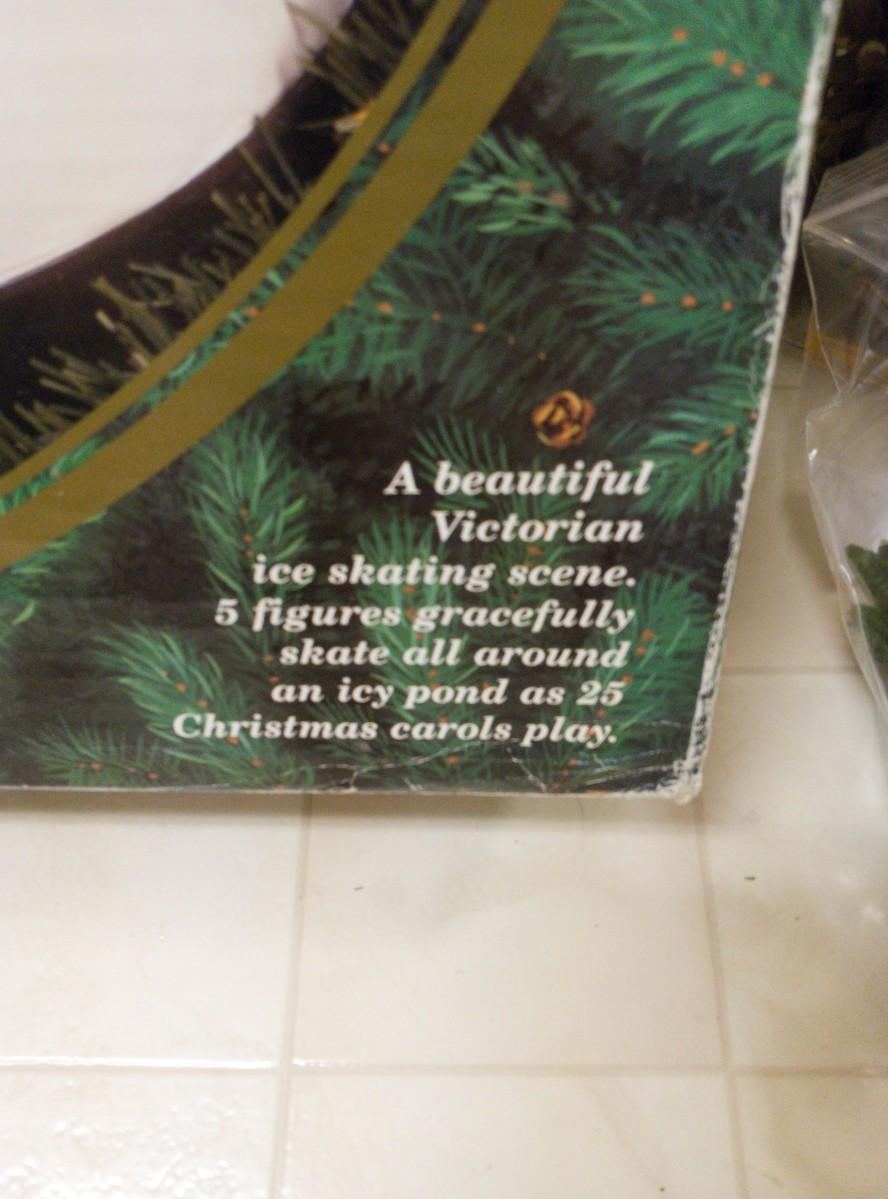 A beautiful
Victorian
ice skating scene.
5 figures gracefully
skate all around
an icy pond as 25
Christmas carols play.